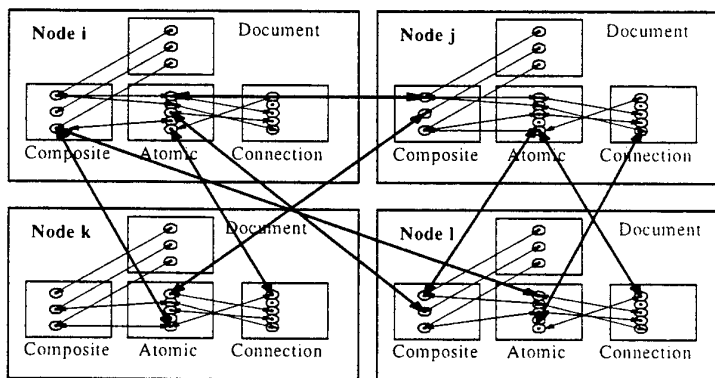 Node i Document
Composite Atomic Connection
Node j Document
Composite Atomic Connection
Node k Document
Composite Atomic Connection
Node l Document
Composite Atomic Connection